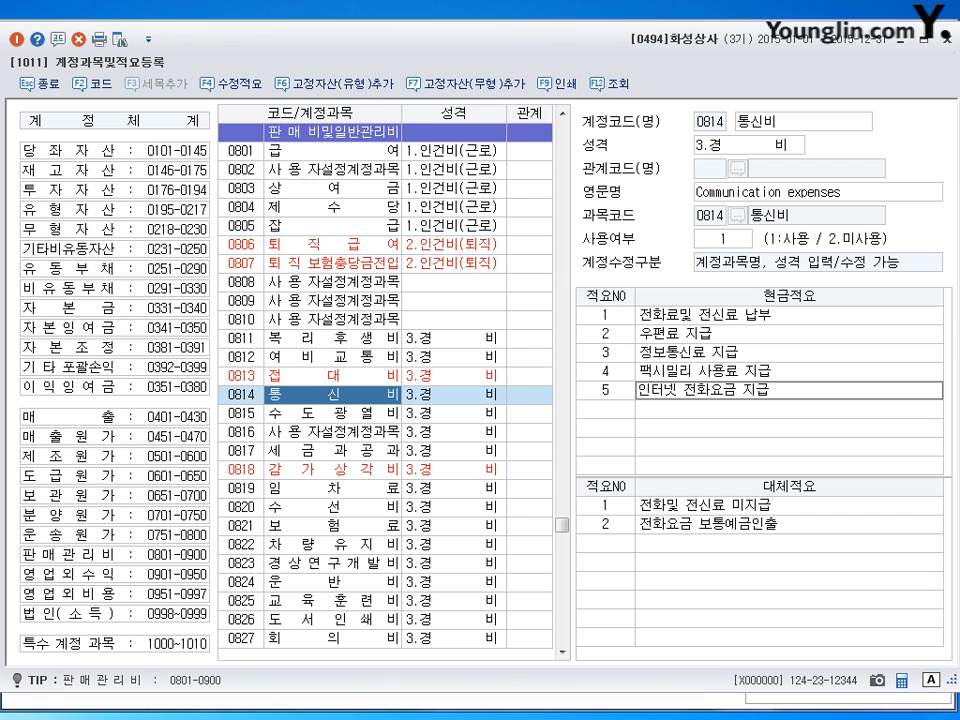 Younglin.com Y.
[0494]화성상사 (3기)
[1011] 계정과목및적요등록
Esc 종료 F2 코드 F3 세목추가 F4 수정적요 F6 고정자산(유형)추가 F7 고정자산(무형)추가 F9 인쇄 F12 조회
계 정 체 계
당 좌 자 산 : 0101-0145
재 고 자 산 : 0146-0175
투 자 자 산 : 0176-0194
유 형 자 산 : 0195-0217
무 형 자 산 : 0218-0230
기타비유동자산 : 0231-0250
유 동 부 채 : 0251-0290
비 유 동 부 채 : 0291-0330
자 본 금 : 0331-0340
자 본 잉 여 금 : 0341-0350
자 본 조 정 : 0381-0391
기 타 포괄손익 : 0392-0399
이 익 잉 여 금 : 0351-0380
매 출 : 0401-0430
매 출 원 가 : 0451-0470
제 조 원 가 : 0501-0600
도 급 원 가 : 0601-0650
보 관 원 가 : 0651-0700
분 양 원 가 : 0701-0750
운 송 원 가 : 0751-0800
판 매 관 리 비 : 0801-0900
영 업 외 수 익 : 0901-0950
영 업 외 비 용 : 0951-0997
법 인 ( 소 득 ) : 0998~0999
특수 계정 과목 : 1000~1010
코드/계정과목 성격 관계
판 매 비및일반관리비
0801 급 여 1.인건비(근로)
0802 사 용 자설정계정과목 1.인건비(근로)
0803 상 여 금 1.인건비(근로)
0804 제 수 당 1.인건비(근로)
0805 잡 급 1.인건비(근로)
0806 퇴 직 급 여 2.인건비(퇴직)
0807 퇴 직 보험충당금전입 2.인건비(퇴직)
0808 사 용 자설정계정과목
0809 사 용 자설정계정과목
0810 사 용 자설정계정과목
0811 복 리 후 생 비 3.경 비
0812 여 비 교 통 비 3.경 비
0813 접 대 비 3.경 비
0814 통 신 비 3.경 비
0815 수 도 광 열 비 3.경 비
0816 사 용 자설정계정과목 3.경 비
0817 세 금 과 공 과 3.경 비
0818 감 가 상 각 비 3.경 비
0819 임 차 료 3.경 비
0820 수 선 비 3.경 비
0821 보 험 료 3.경 비
0822 차 량 유 지 비 3.경 비
0823 경 상 연 구 개 발 비 3.경 비
0824 운 반 비 3.경 비
0825 교 육 훈 련 비 3.경 비
0826 도 서 인 쇄 비 3.경 비
0827 회 의 비 3.경 비
계정코드(명) 0814 통신비
성격 3.경 비
관계코드(명)
영문명 Communication expenses
과목코드 0814 통신비
사용여부 1 (1:사용 / 2.미사용)
계정수정구분 계정과목명, 성격 입력/수정 가능
적요NO 현금적요
1 전화료및 전신료 납부
2 우편료 지급
3 정보통신료 지급
4 팩시밀리 사용료 지급
5 인터넷 전화요금 지급
적요NO 대체적요
1 전화및 전신료 미지급
2 전화요금 보통예금인출
TIP : 판 매 관 리 비 : 0801-0900
[X000000] 124-23-12344 A